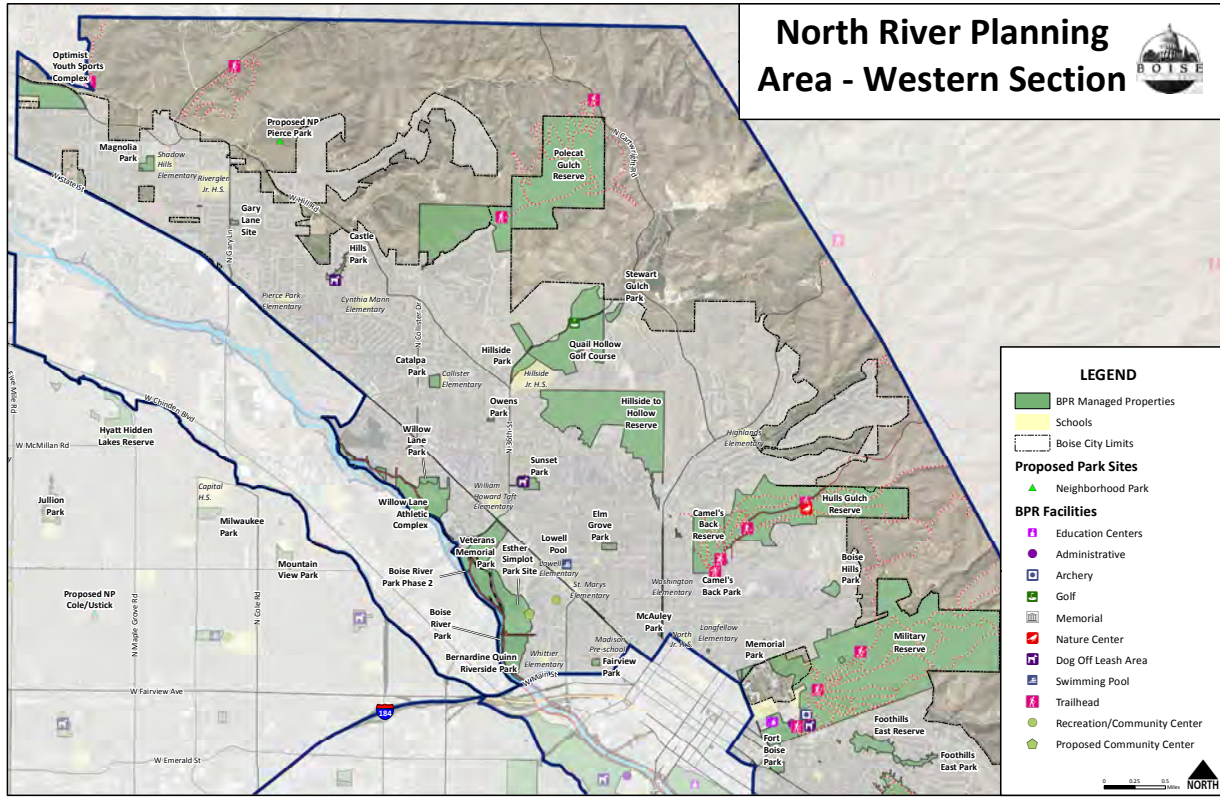 North River Planning
Area - Western Section
BOISE
Optimist
Youth Sports
Complex
Proposed NP
Pierce Park
Magnolia
Park
Shadow
Hills
Elementary
Riverglen
Jr. H.S.
W State St
W Hill Rd
N Cartwright Rd
Polecat
Gulch
Reserve
Gary
Lane
Site
N Gary Ln
Castle
Hills
Park
Pierce Park
Elementary
Cynthia Mann
Elementary
N Collister Dr
Stewart
Gulch
Park
Quail Hollow
Golf Course
Hillside
Park
Hillside
Jr. H.S.
Catalpa
Park
Collister
Elementary
Owens
Park
N 36th St
Hillside to
Hollow
Reserve
Highlands
Elementary
Willow
Lane
Park
Sunset
Park
William
Howard Taft
Elementary
Willow Lane
Athletic
Complex
W Chinden Blvd
W McMillan Rd
Hyatt Hidden
Lakes Reserve
Capital
H.S.
Jullion
Park
Milwaukee
Park
Mountain
View Park
Proposed NP
Cole/Ustick
N Maple Grove Rd
N Cole Rd
Veterans
Memorial
Park
Esther
Simplot
Park Site
Boise River
Park Phase 2
Boise
River
Park
Bernardine Quinn
Riverside Park
Lowell
Pool
Lowell
Elementary
Elm
Grove
Park
St. Marys
Elementary
Whittier
Elementary
Madison
Pre-school
Fairview
Park
W Main St
W Fairview Ave
184
W Emerald St
Camel's
Back
Reserve
Hulls Gulch
Reserve
Camel's
Back Park
Washington
Elementary
McAuley
Park
North
Jr. H.S.
Longfellow
Elementary
Boise
Hills
Park
Memorial
Park
Military
Reserve
Fort
Boise
Park
Foothills
East Reserve
Foothills
East Park
LEGEND
BPR Managed Properties
Schools
Boise City Limits
Proposed Park Sites
Neighborhood Park
BPR Facilities
Education Centers
Administrative
Archery
Golf
Memorial
Nature Center
Dog Off Leash Area
Swimming Pool
Trailhead
Recreation/Community Center
Proposed Community Center
0 0.25 0.5
Miles
NORTH